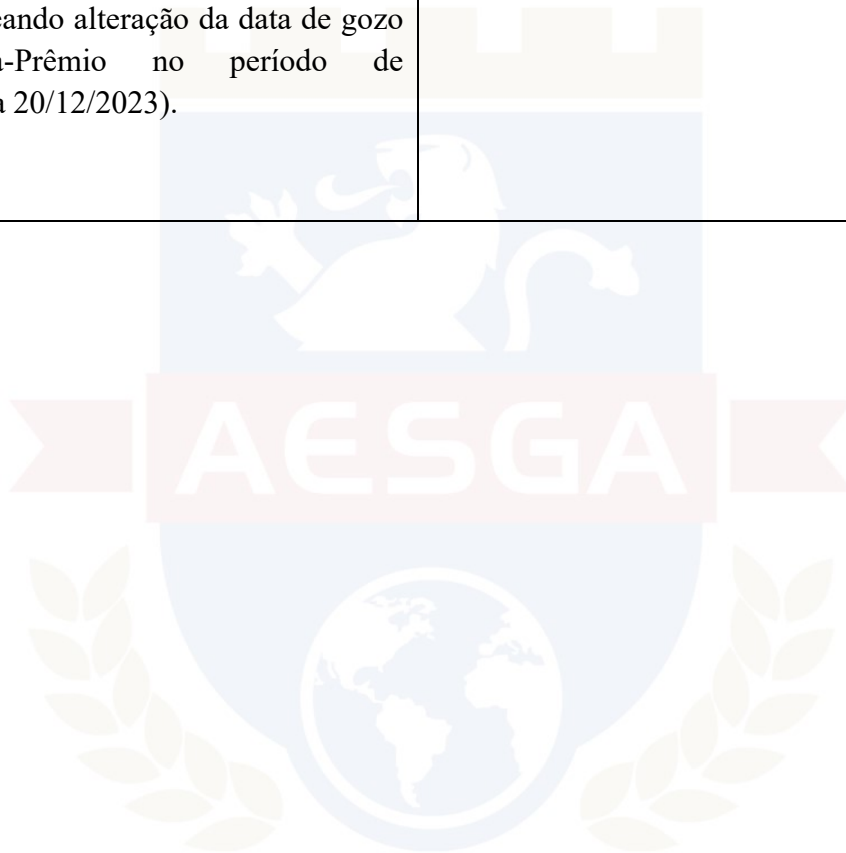 ando alteração da data de gozo
-Prêmio no período de
a 20/12/2023).
AESGA